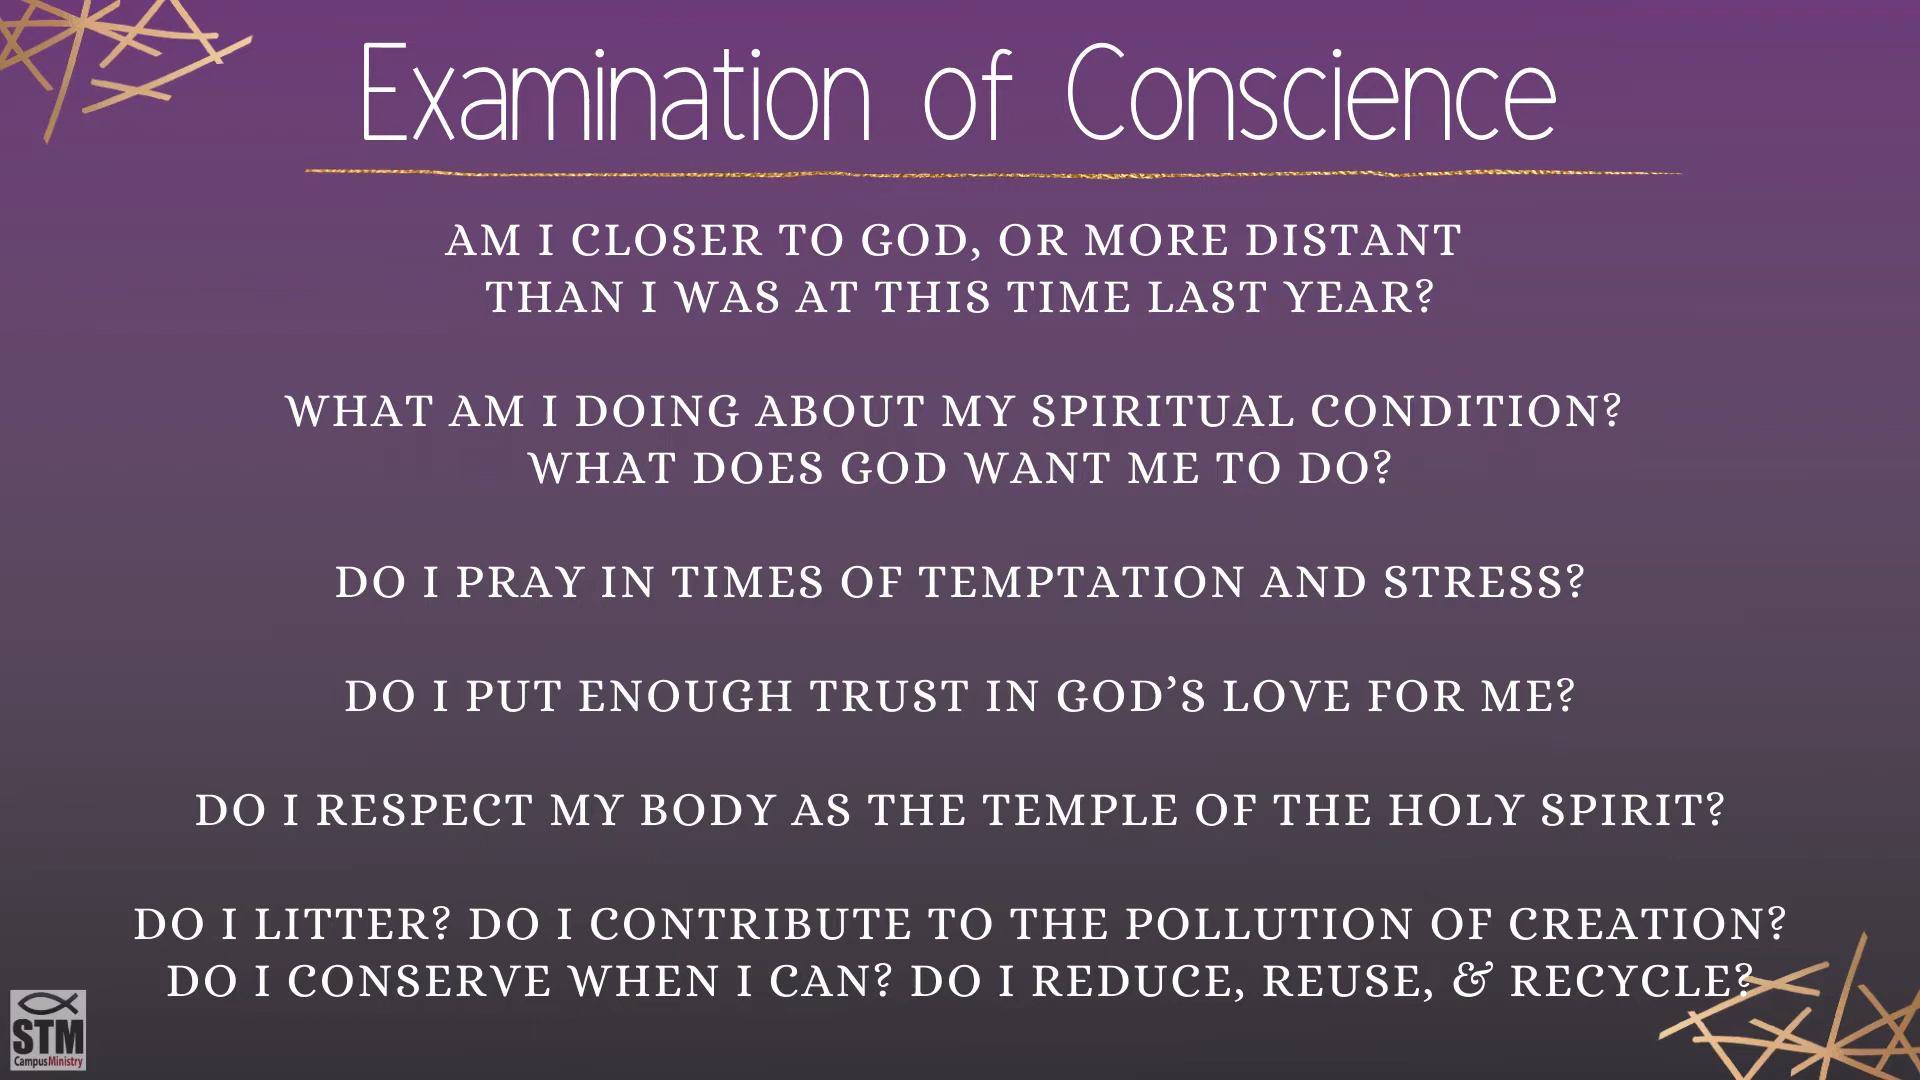 Examination of Conscience
AM I CLOSER TO GOD, OR MORE DISTANT
THAN I WAS AT THIS TIME LAST YEAR?
WHAT AM I DOING ABOUT MY SPIRITUAL CONDITION?
WHAT DOES GOD WANT ME TO DO?
DO I PRAY IN TIMES OF TEMPTATION AND STRESS?
DO I PUT ENOUGH TRUST IN GOD’S LOVE FOR ME?
DO I RESPECT MY BODY AS THE TEMPLE OF THE HOLY SPIRIT?
DO I LITTER? DO I CONTRIBUTE TO THE POLLUTION OF CREATION?
DO I CONSERVE WHEN I CAN? DO I REDUCE, REUSE, & RECYCLE?
STM
CampusMinistry